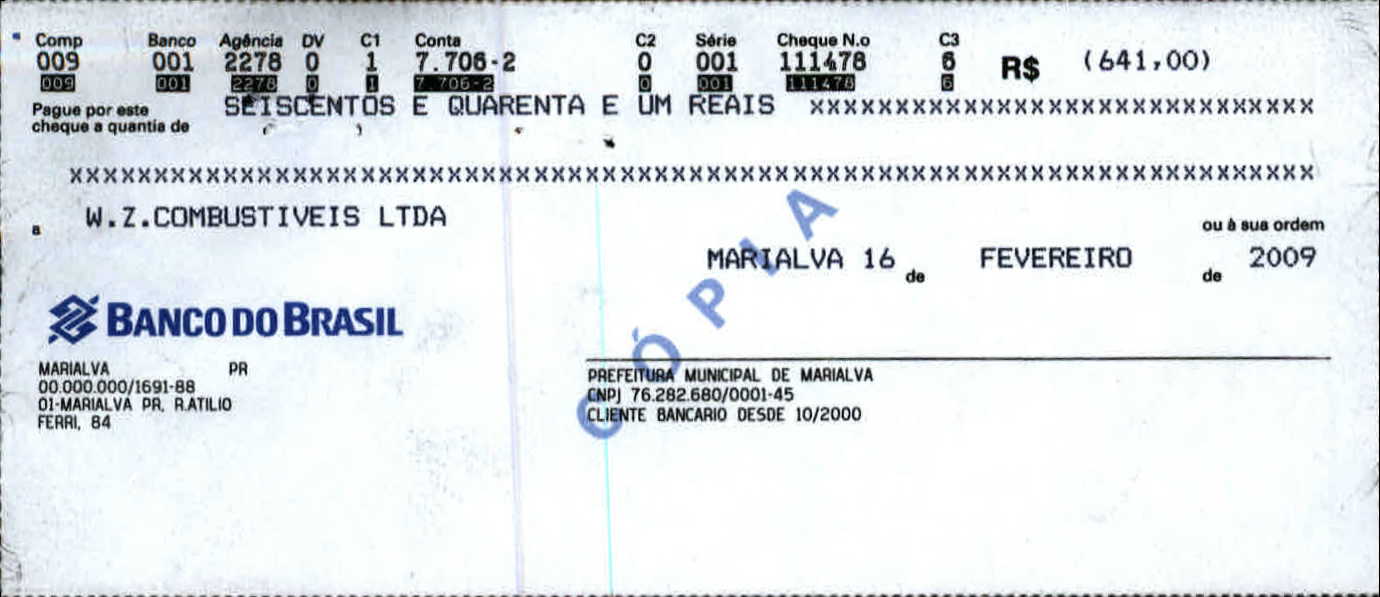 Comp Banco Agência DV C1 Conta C2 Série Cheque N.o C3
009 001 2278 0 1 7.706-2 0 001 111478 6 R$ (641,00)
009 001 2278 0 1 7.706-2 0 001 111478 6
Pague por este
cheque a quantia de SEISCENTOS E QUARENTA E UM REAIS xxxxxxxxxxxxxxxxxxxxxxxxxxxxxx
xxxxxxxxxxxxxxxxxxxxxxxxxxxxxxxxxxxxxxxxxxxxxxxxxxxxxxxxxxxxxxxxxxxxxxxxxx
a W.Z.COMBUSTIVEIS LTDA ou à sua ordem
MARIALVA 16 de FEVEREIRO de 2009
CÓPIA
BANCO DO BRASIL
MARIALVA PR
00.000.000/1691-88
01-MARIALVA PR. R.ATILIO
FERRI, 84
PREFEITURA MUNICIPAL DE MARIALVA
CNPJ 76.282.680/0001-45
CLIENTE BANCARIO DESDE 10/2000